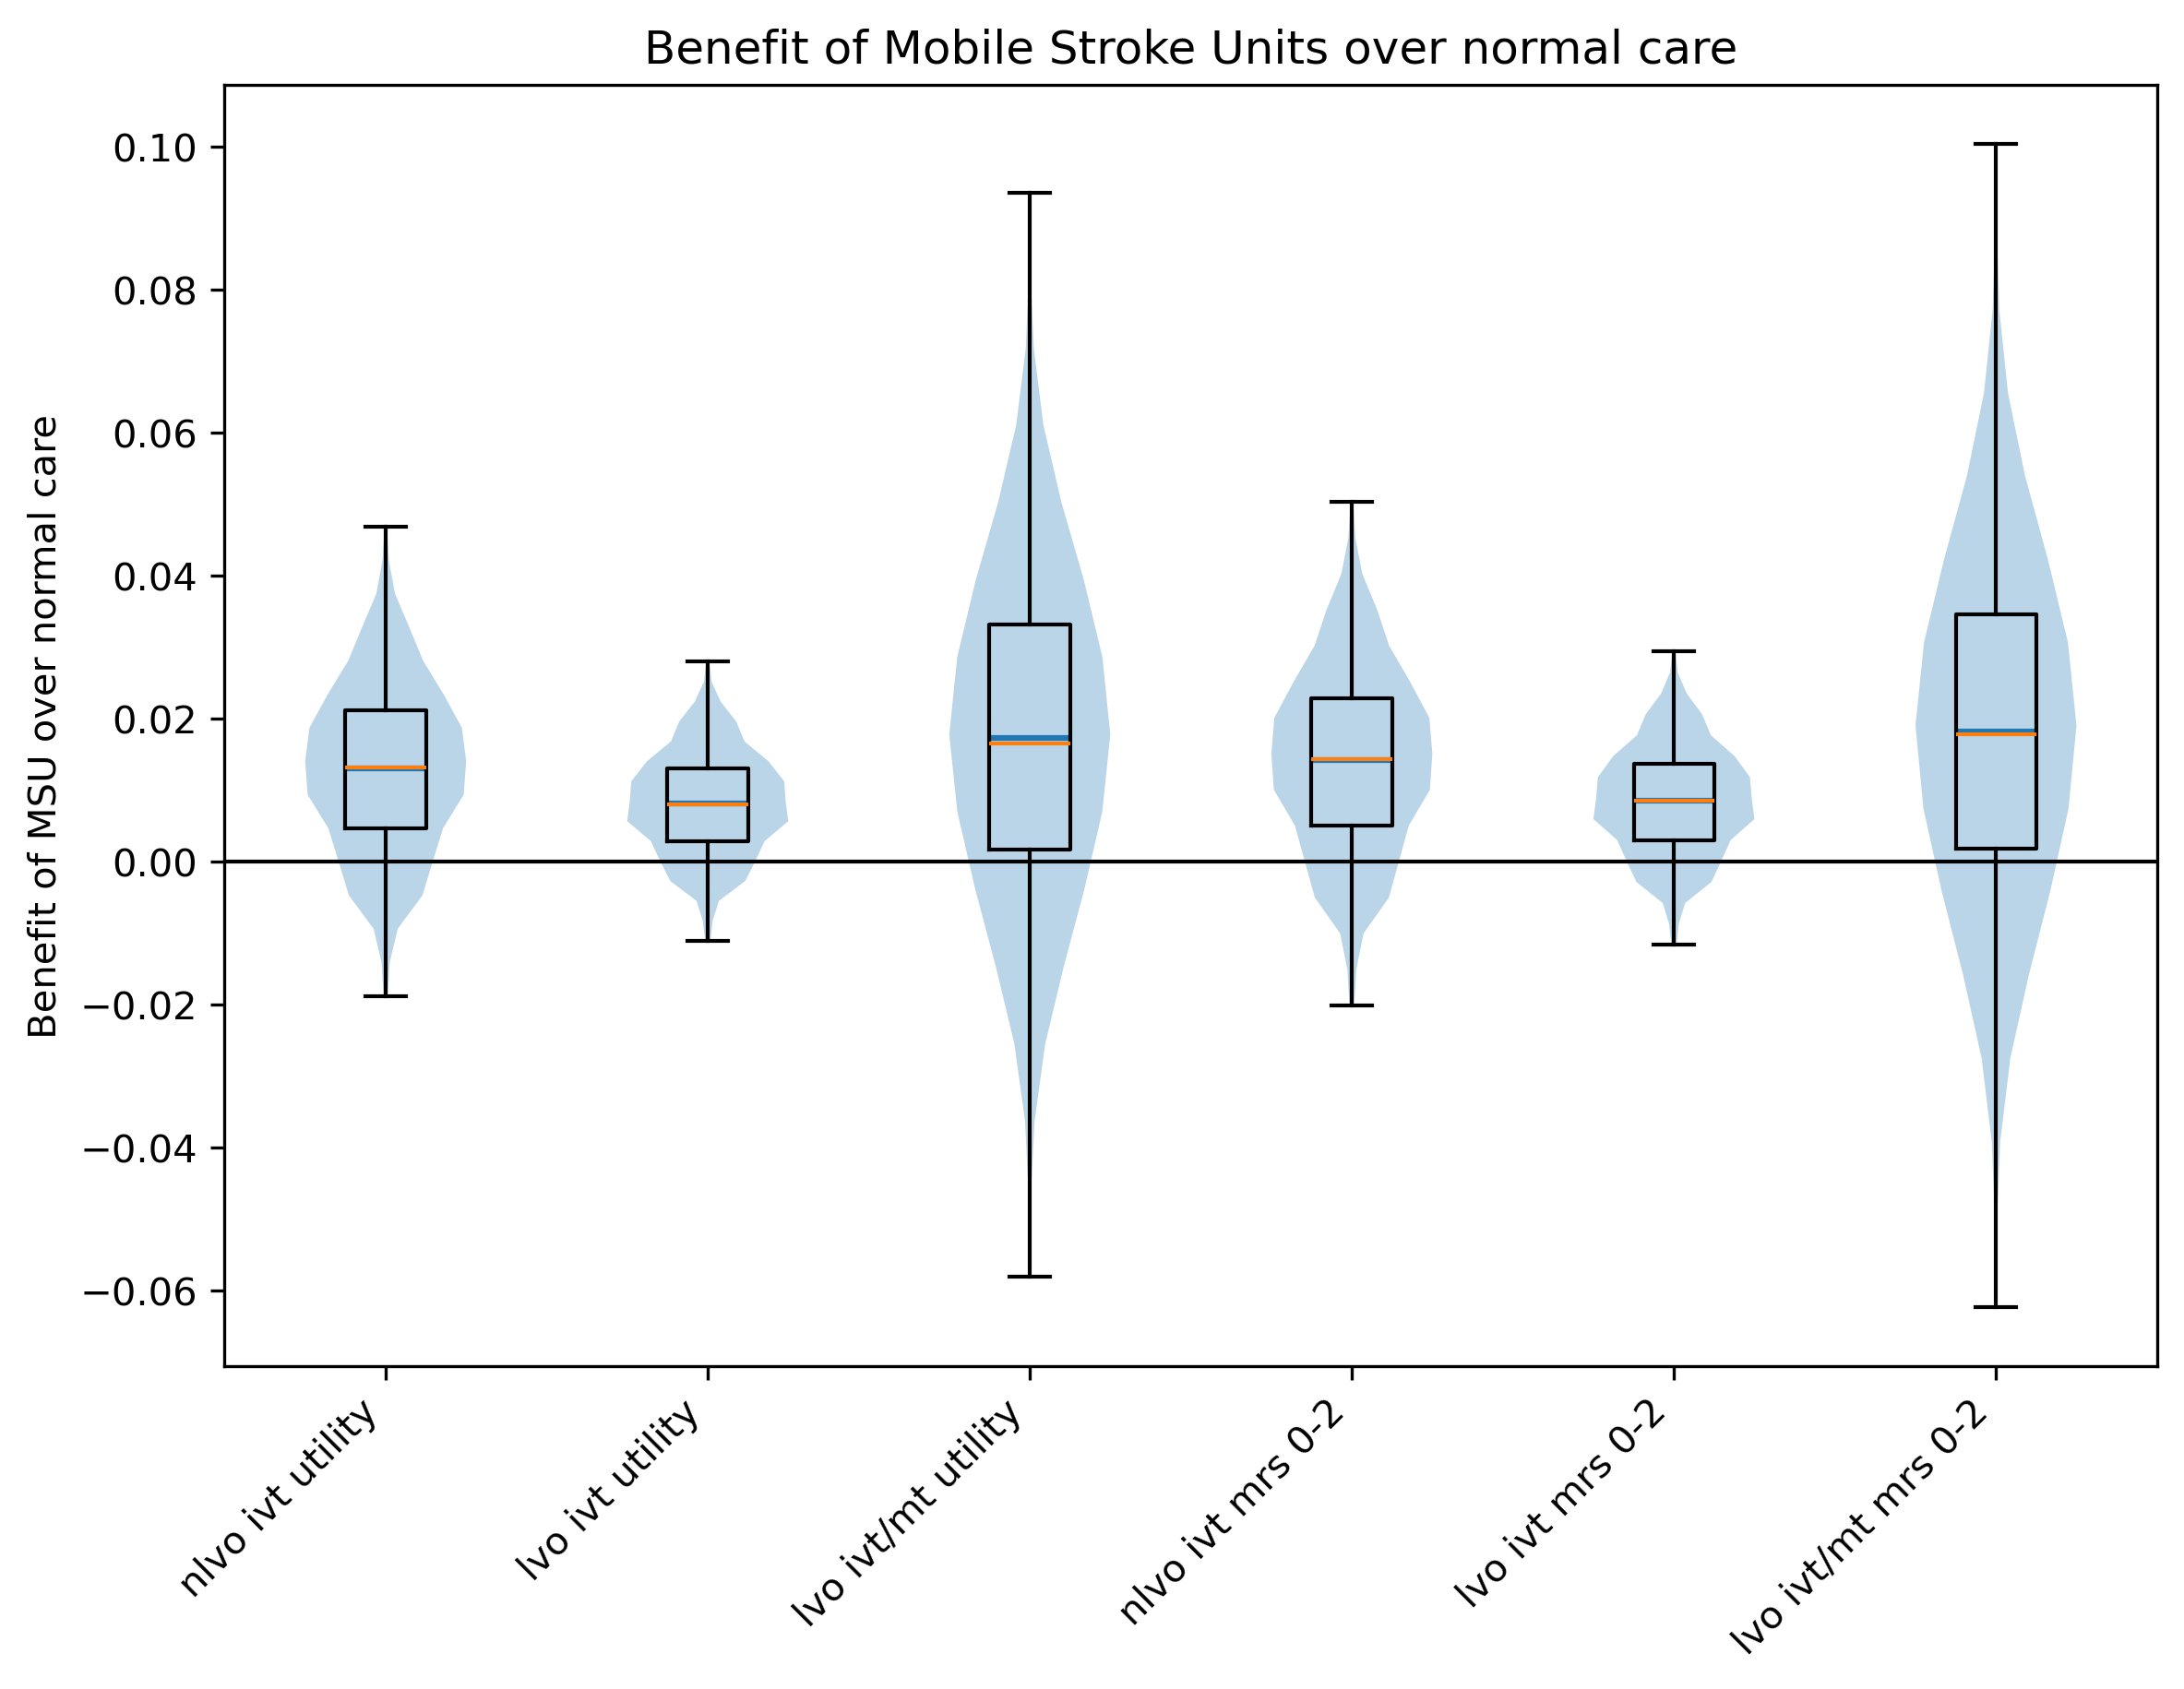 Benefit of Mobile Stroke Units over normal care
Benefit of MSU over normal care
0.10
0.08
0.06
0.04
0.02
0.00
−0.02
−0.04
−0.06
nlvo ivt utility
lvo ivt utility
lvo ivt/mt utility
nlvo ivt mrs 0-2
lvo ivt mrs 0-2
lvo ivt/mt mrs 0-2